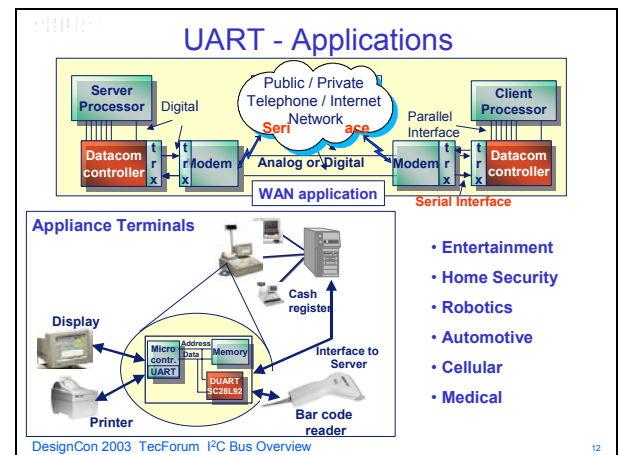 UART - Applications
Server
Processor
Digital
Public / Private
Telephone / Internet
Network
Seri ace
Parallel
Interface
Client
Processor
Datacom
controller
t
r
x
t
r
x
Modem
Analog or Digital
Modem
t
r
x
t
r
x
Datacom
controller
WAN application
Serial Interface
Appliance Terminals
Cash
register
Display
Micro
contr.
UART
Address
Data
Memory
DUART
SC28L92
Interface to
Server
Printer
Bar code
reader
• Entertainment
• Home Security
• Robotics
• Automotive
• Cellular
• Medical
DesignCon 2003 TecForum I²C Bus Overview
12